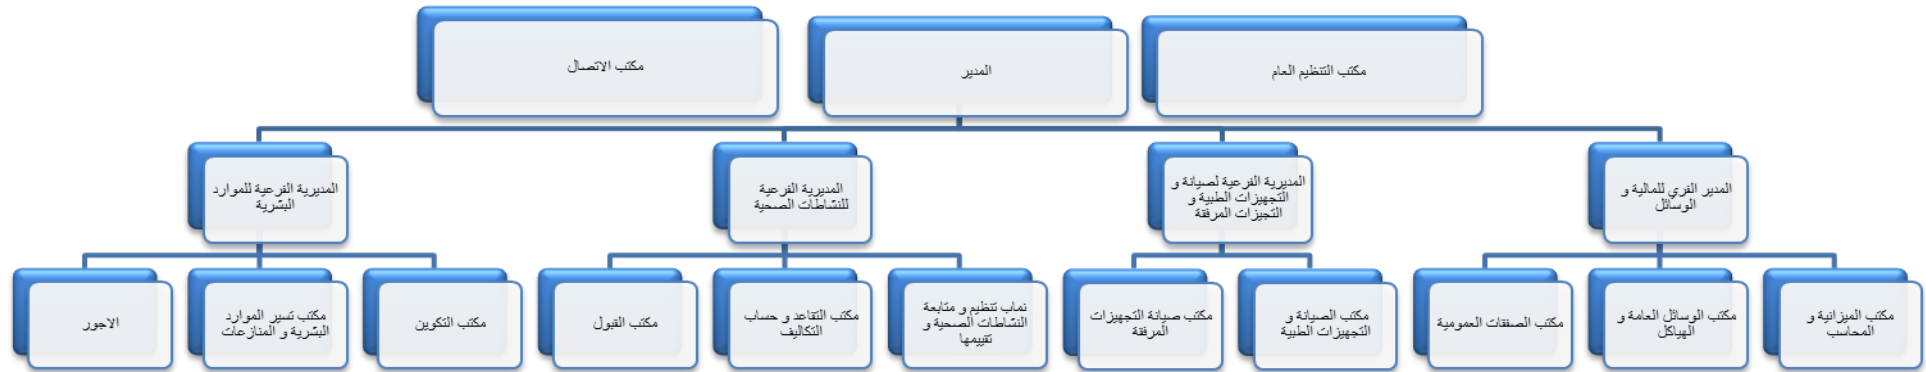 مكتب التنظيم العام
المدير
مكتب الاتصال
المدير الفري للمالية و
الوسائل
المديرية الفرعية لصيانة و
التجهيزات الطبية و
التجيزات المرفقة
المديرية الفرعية
للنشاطات الصحية
المديرية الفرعية للموارد
البشرية
مكتب الميزانية و
المحاسب
مكتب الوسائل العامة و
الهياكل
مكتب الصفقات العمومية
مكتب الصيانة و
التجهيزات الطبية
مكتب صيانة التجهيزات
المرفقة
نماب تنظيم و متابعة
النشاطات الصحية و
تقييمها
مكتب التقاعد و حساب
التكاليف
مكتب القبول
مكتب التكوين
مكتب تسير الموارد
البشرية و المنازعات
الاجور